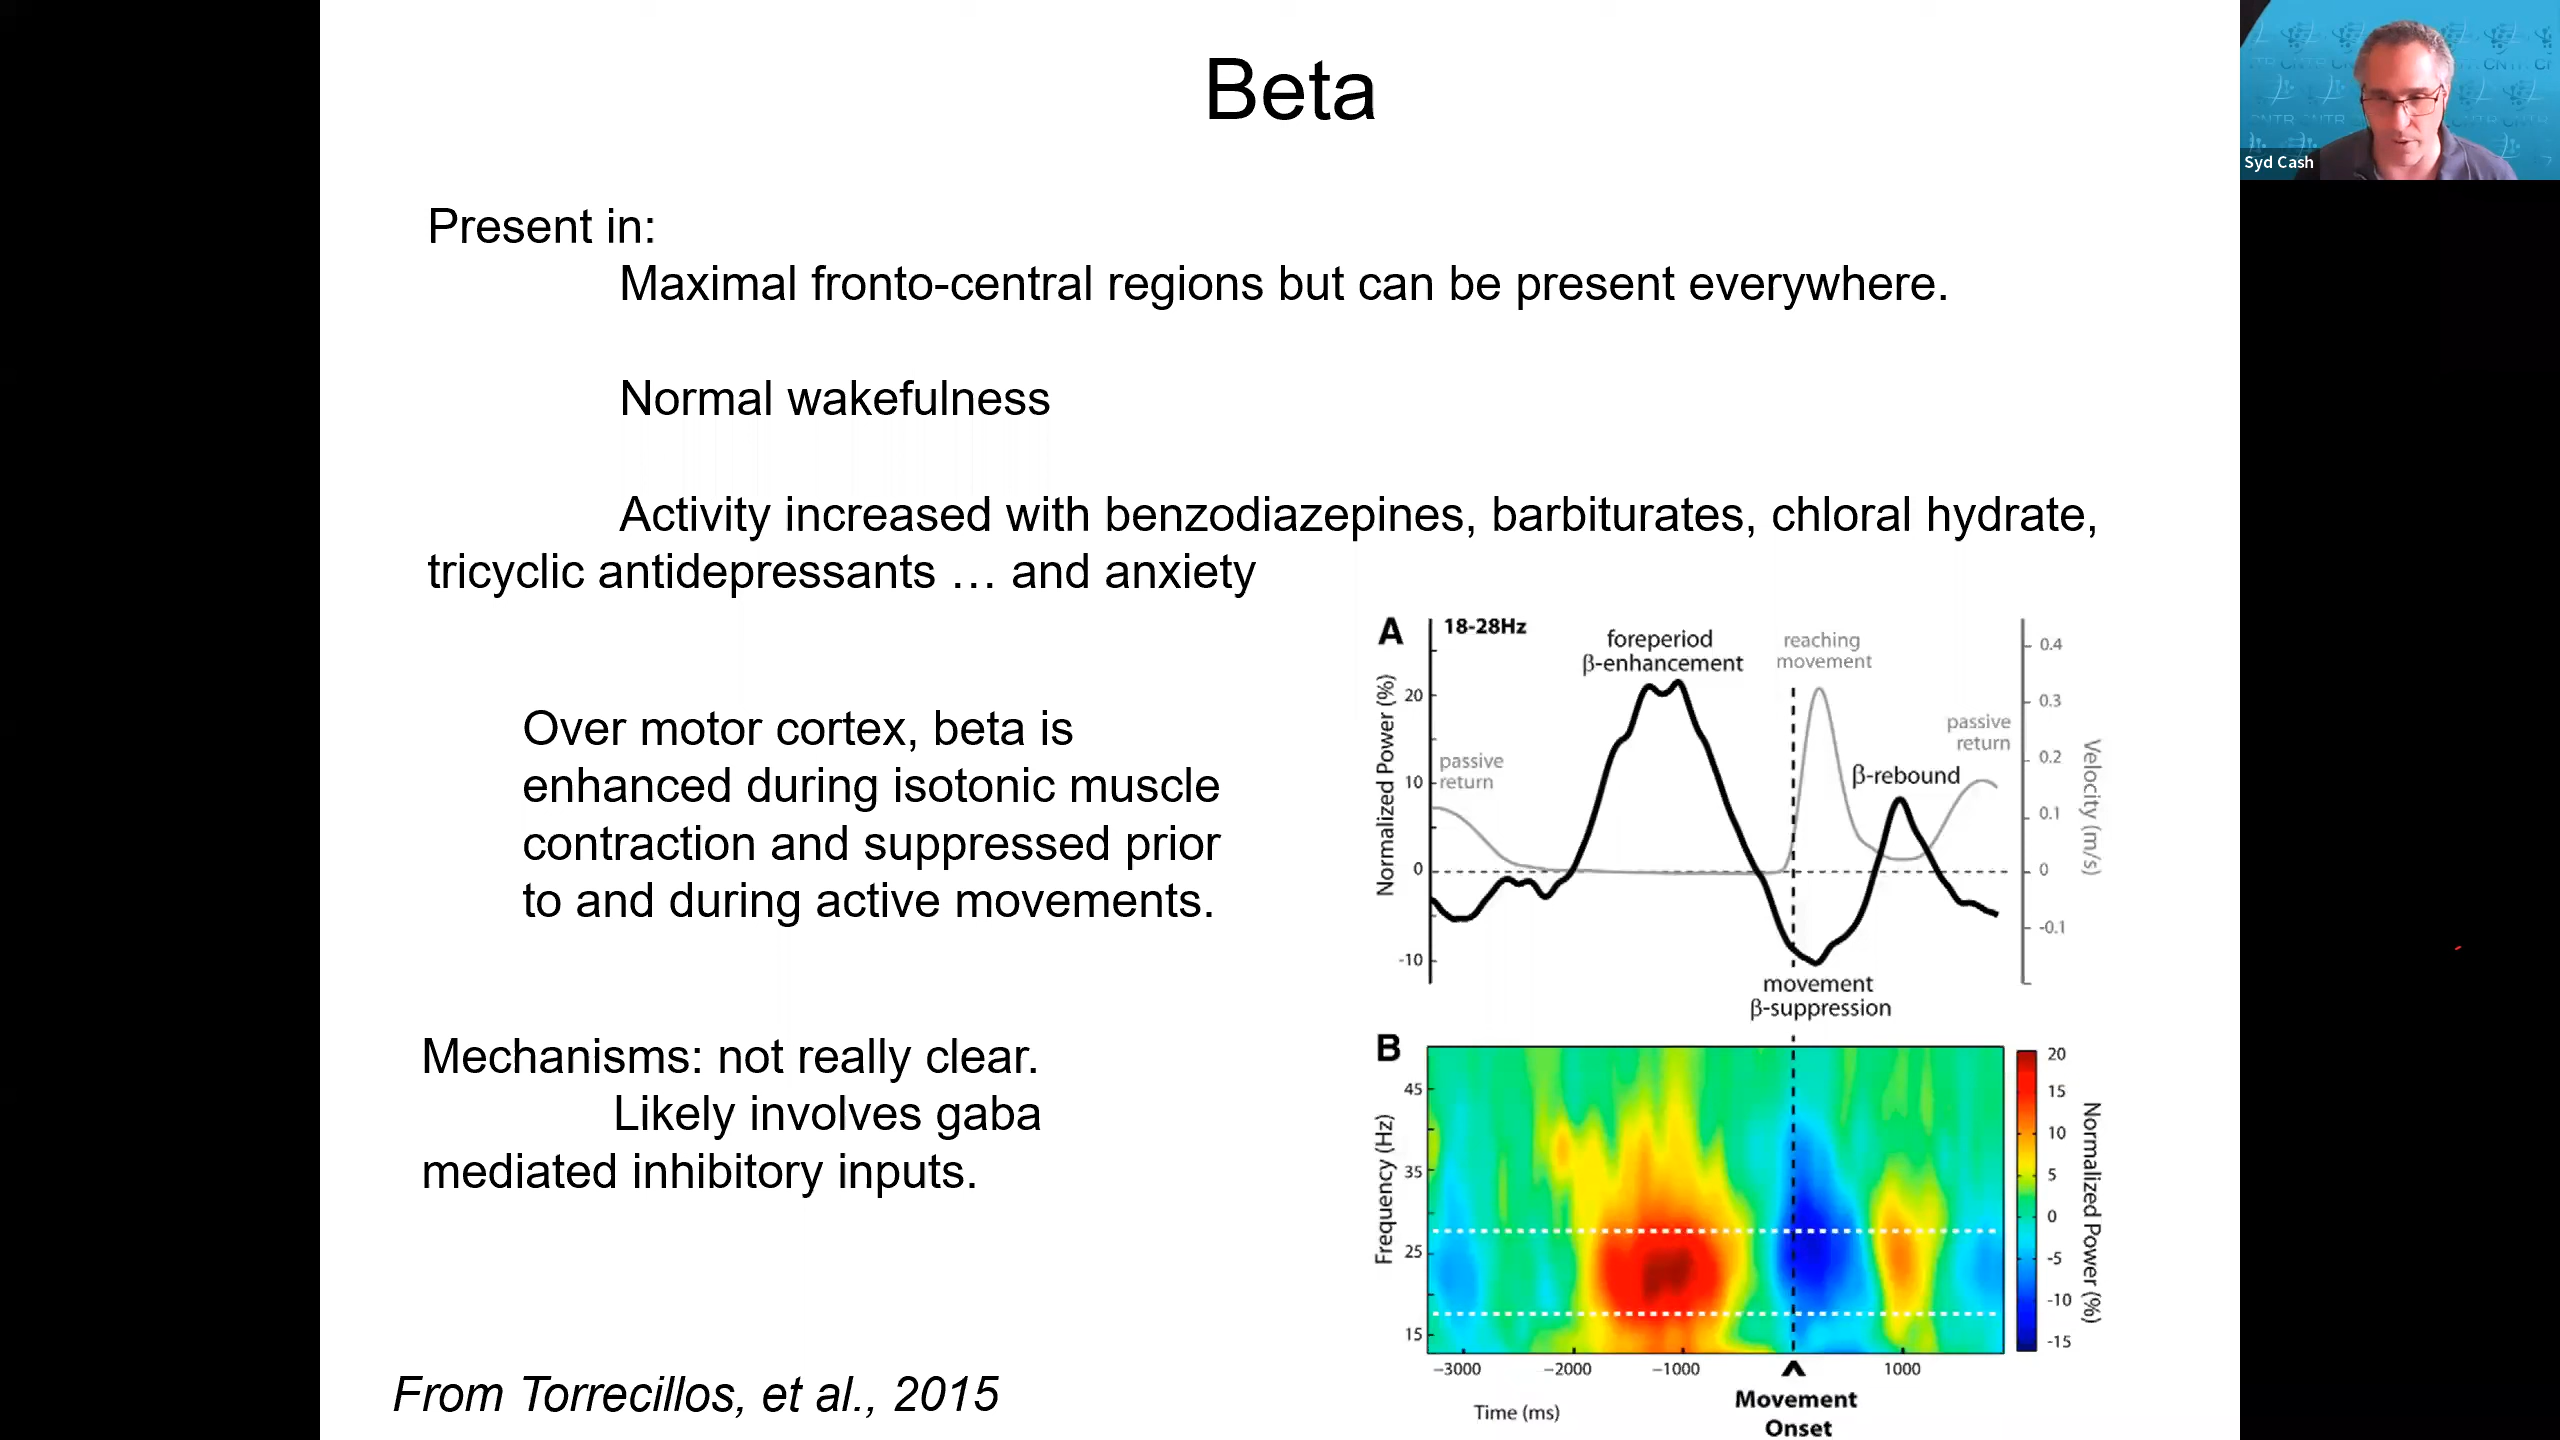 Beta
Syd Cash
Present in:
Maximal fronto-central regions but can be present everywhere.
Normal wakefulness
Activity increased with benzodiazepines, barbiturates, chloral hydrate,
tricyclic antidepressants … and anxiety
Over motor cortex, beta is
enhanced during isotonic muscle
contraction and suppressed prior
to and during active movements.
Mechanisms: not really clear.
Likely involves gaba
mediated inhibitory inputs.
From Torrecillos, et al., 2015
A
18-28Hz
foreperiod
β-enhancement
reaching
movement
passive
return
β-rebound
passive
return
movement
β-suppression
Normalized Power (%)
20
10
0
-10
0.4
0.3
0.2
0.1
0
-0.1
Velocity (m/s)
B
Frequency (Hz)
45
35
25
15
−3000
−2000
−1000
1000
Time (ms)
Movement
Onset
20
15
10
5
0
-5
-10
-15
Normalized Power (%)